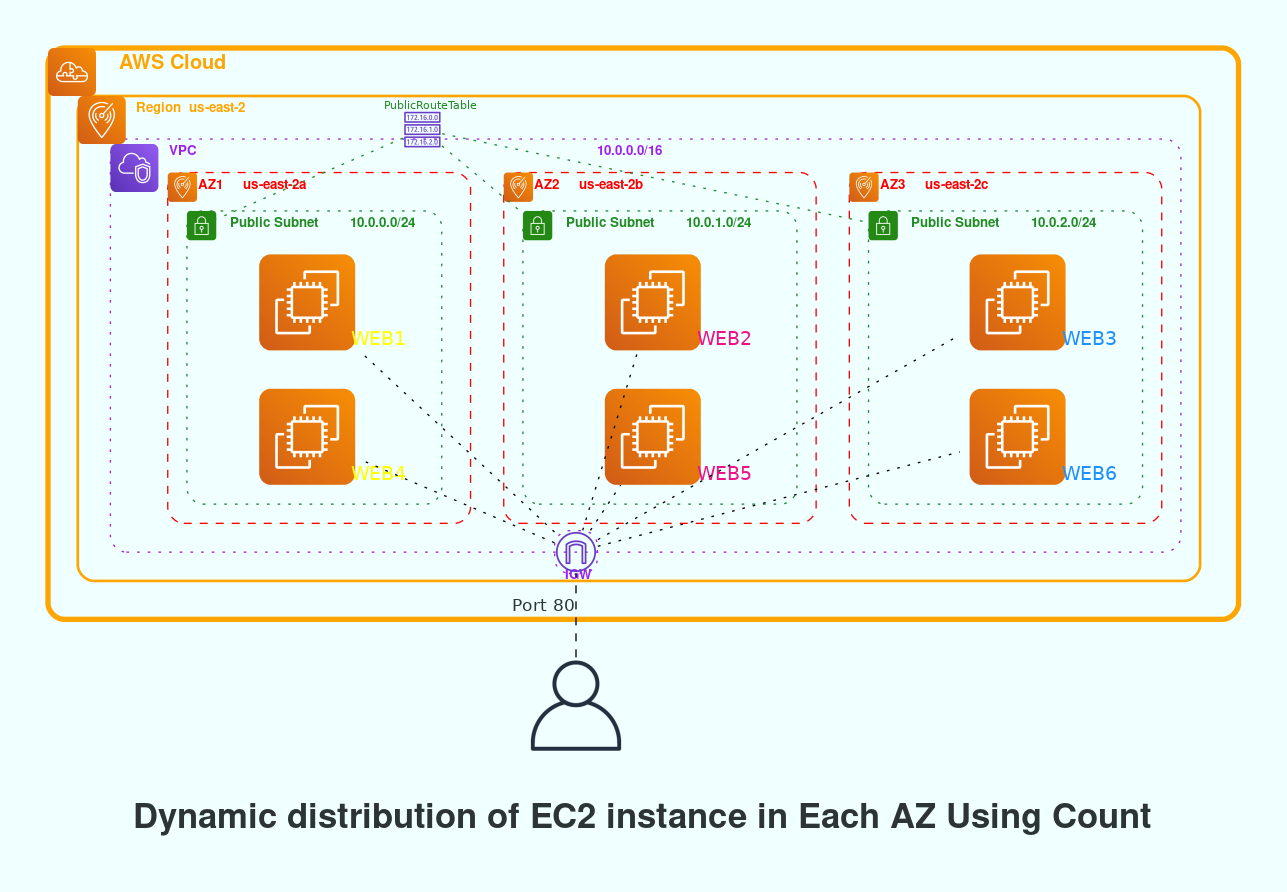 AWS Cloud
Region us-east-2
PublicRouteTable
172.16.0.0
172.16.1.0
172.16.2.0
VPC 10.0.0.0/16
AZ1 us-east-2a
AZ2 us-east-2b
AZ3 us-east-2c
Public Subnet 10.0.0.0/24
Public Subnet 10.0.1.0/24
Public Subnet 10.0.2.0/24
WEB1
WEB2
WEB3
WEB4
WEB5
WEB6
IGW
Port 80
Dynamic distribution of EC2 instance in Each AZ Using Count